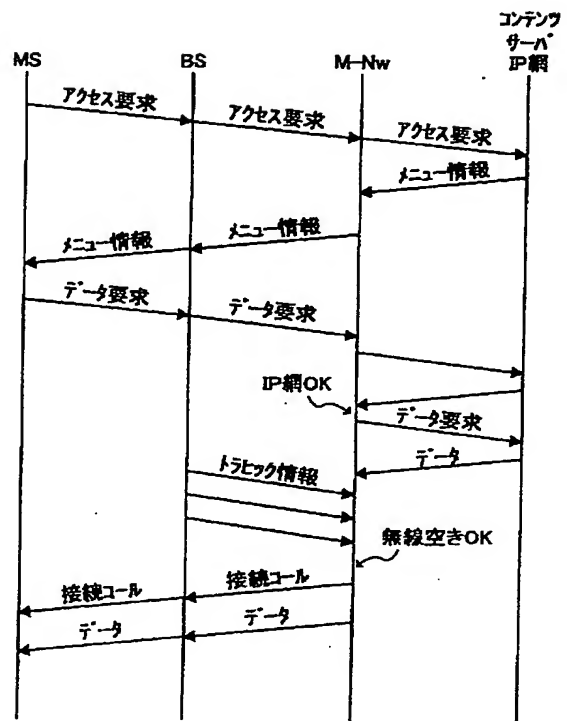 コンテンツ
サーバ
IP網
MS
BS
M-Nw
アクセス要求
アクセス要求
アクセス要求
メニュー情報
メニュー情報
メニュー情報
データ要求
データ要求
IP網OK
データ要求
データ
トラヒック情報
無線空きOK
接続コール
接続コール
データ
データ